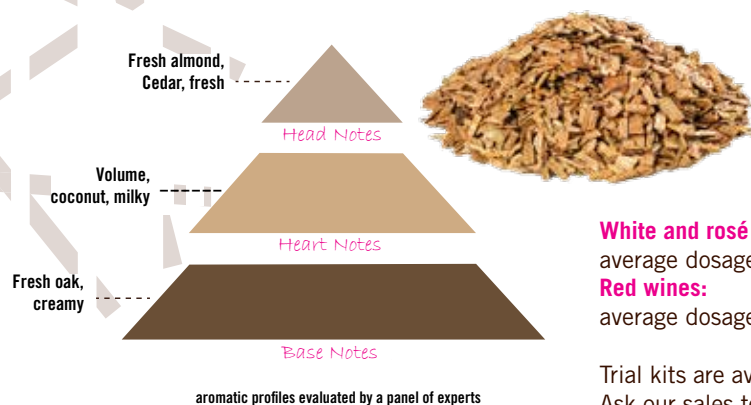 Fresh almond,
Cedar, fresh
Head Notes
Volume,
coconut, milky
Heart Notes
Fresh oak,
creamy
Base Notes
aromatic profiles evaluated by a panel of experts
White and rosé
average dosage
Red wines:
average dosage
Trial kits are
Ask our sales